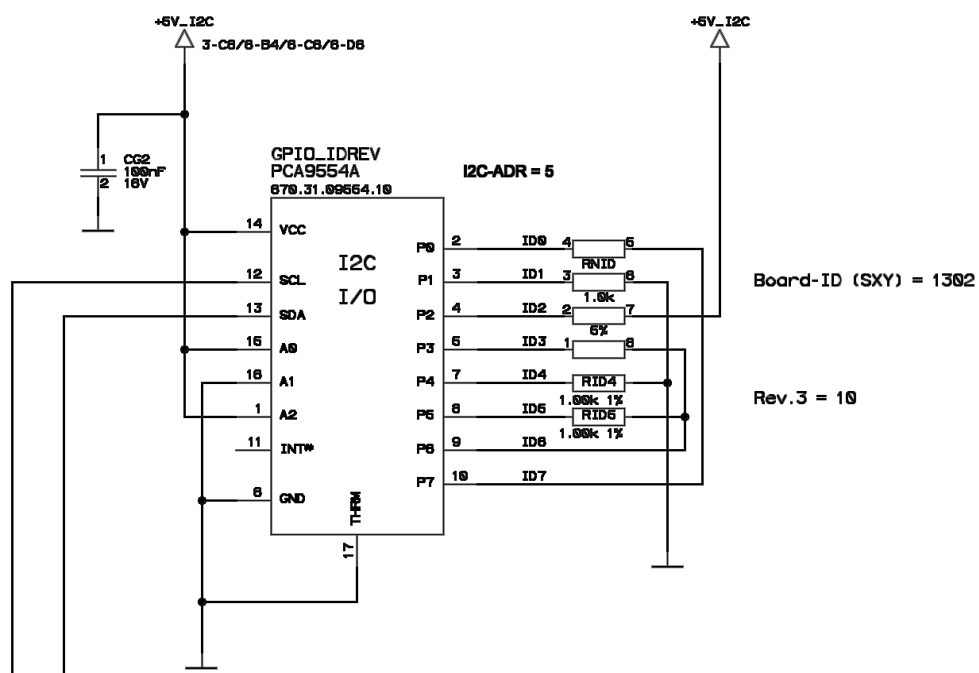 +5V_I2C
+5V_I2C
3-C8/6-B4/6-C6/6-D6
1 CG2
100nF
2 16V
GPIO_IDREV
PCA9554A
I2C-ADR = 5
670.31.09554.10
14 VCC
P0 2 ID0 4 5
RNID
I2C
12 SCL
P1 3 ID1 3 6
1.0k
Board-ID (SXY) = 1302
I/O
13 SDA
P2 4 ID2 2 7
5%
15 A0
P3 5 ID3 1 8
16 A1
P4 7 ID4 RID4
1.00k 1%
Rev.3 = 10
1 A2
P5 8 ID5 RID5
1.00k 1%
11 INT*
P6 9 ID6
P7 10 ID7
6 GND
THRM
17